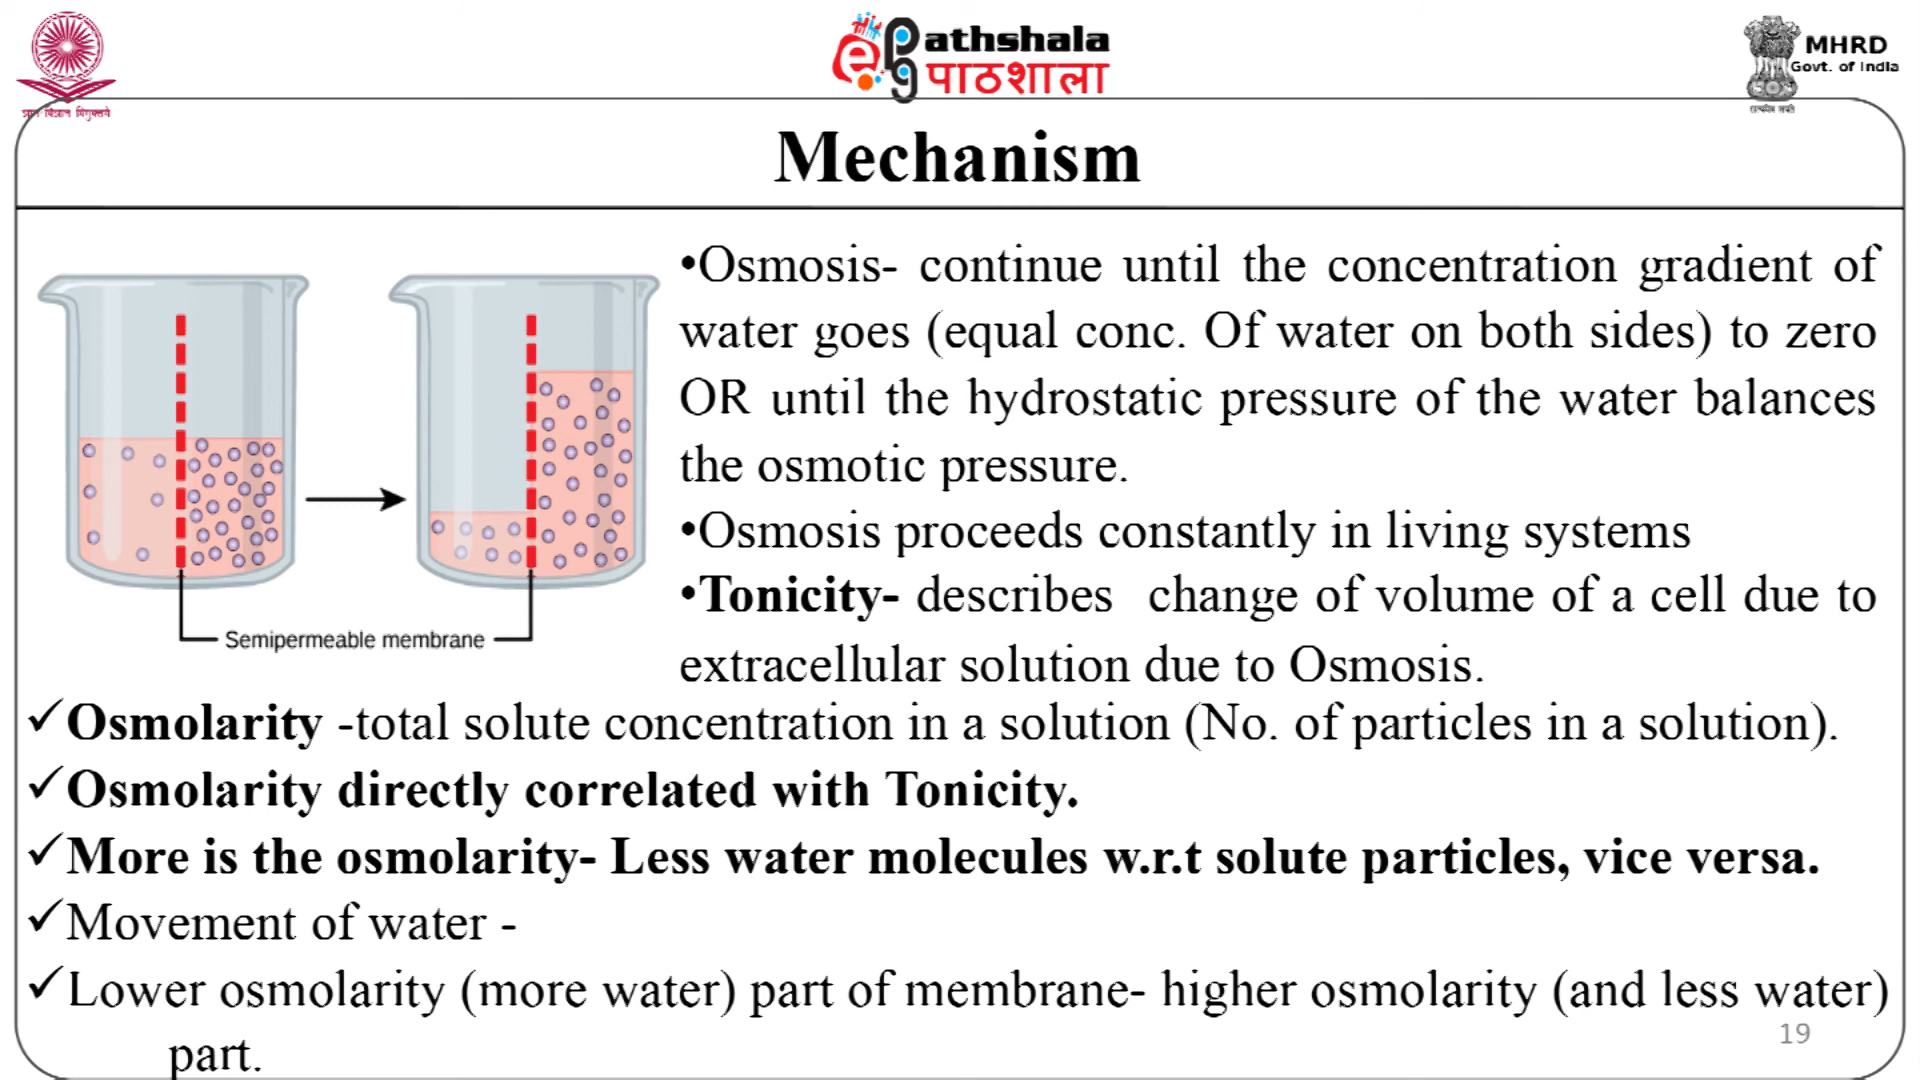 ज्ञान विज्ञान विमुक्तये
ePG
athshala
पाठशाला
MHRD
Govt. of India
सत्यमेव जयते
Mechanism
•Osmosis- continue until the concentration gradient of
water goes (equal conc. Of water on both sides) to zero
OR until the hydrostatic pressure of the water balances
the osmotic pressure.
•Osmosis proceeds constantly in living systems
•Tonicity- describes change of volume of a cell due to
extracellular solution due to Osmosis.
Semipermeable membrane
✓Osmolarity -total solute concentration in a solution (No. of particles in a solution).
✓Osmolarity directly correlated with Tonicity.
✓More is the osmolarity- Less water molecules w.r.t solute particles, vice versa.
✓Movement of water -
✓Lower osmolarity (more water) part of membrane- higher osmolarity (and less water)
part.
19